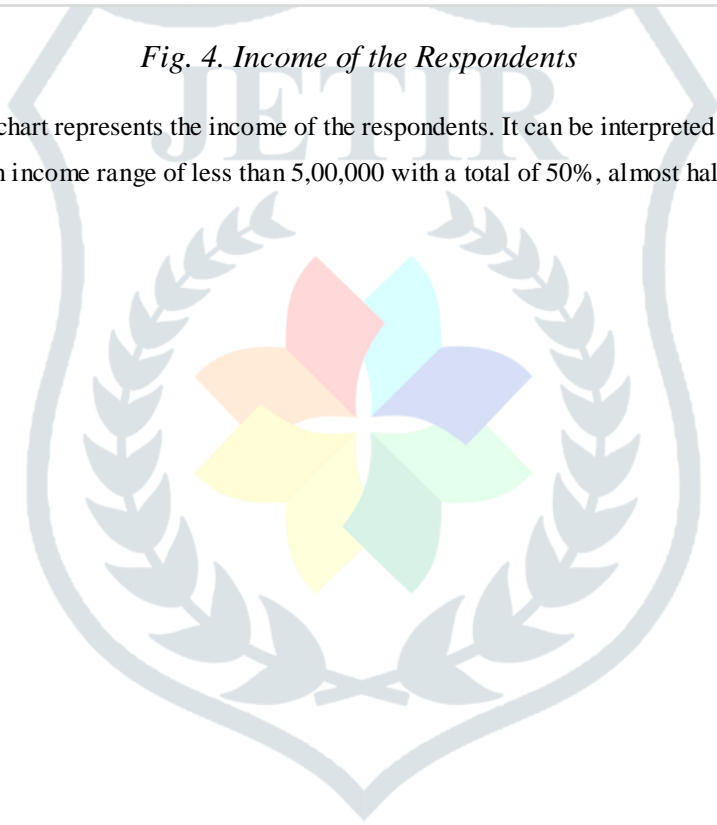 Fig. 4. Income of the Respondents
JETIR
chart represents the income of the respondents. It can be interpreted
income range of less than 5,00,000 with a total of 50%, almost